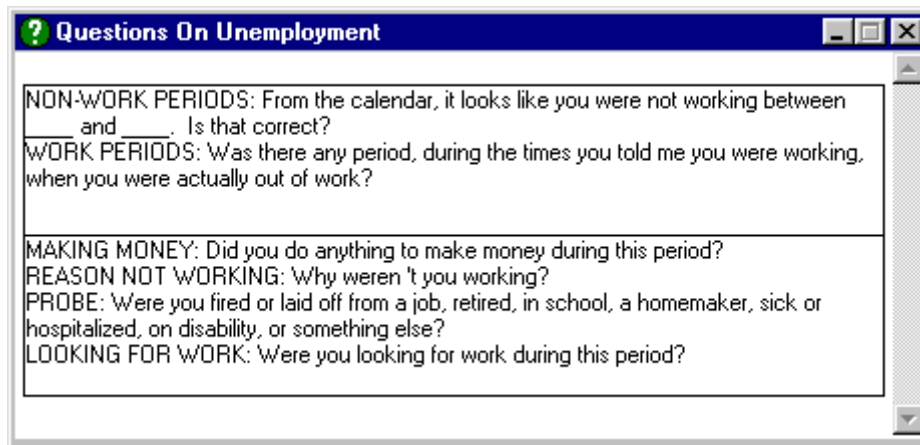 Questions On Unemployment
NON-WORK PERIODS: From the calendar, it looks like you were not working between
____ and ____.  Is that correct?
WORK PERIODS: Was there any period, during the times you told me you were working,
when you were actually out of work?
MAKING MONEY: Did you do anything to make money during this period?
REASON NOT WORKING: Why weren 't you working?
PROBE: Were you fired or laid off from a job, retired, in school, a homemaker, sick or
hospitalized, on disability, or something else?
LOOKING FOR WORK: Were you looking for work during this period?